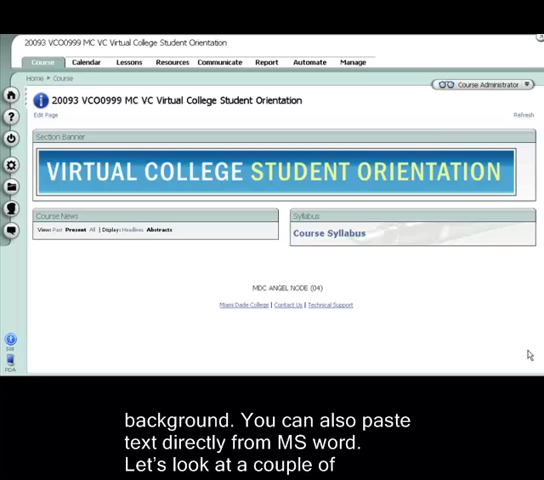 20093 VCO0999 MC VC Virtual College Student Orientation
Course Calendar Lessons Resources Communicate Report Automate Manage
Home Course
Course Administrator
20093 VCO0999 MC VC Virtual College Student Orientation
Edit Page Refresh
Section Banner
VIRTUAL COLLEGE STUDENT ORIENTATION
Course News Syllabus
View: Past Present All | Display: Headlines Abstracts Course Syllabus
MDC ANGEL NODE (04)
Miami Dade College | Contact Us | Technical Support
PDA
background. You can also paste
text directly from MS word.
Let's look at a couple of